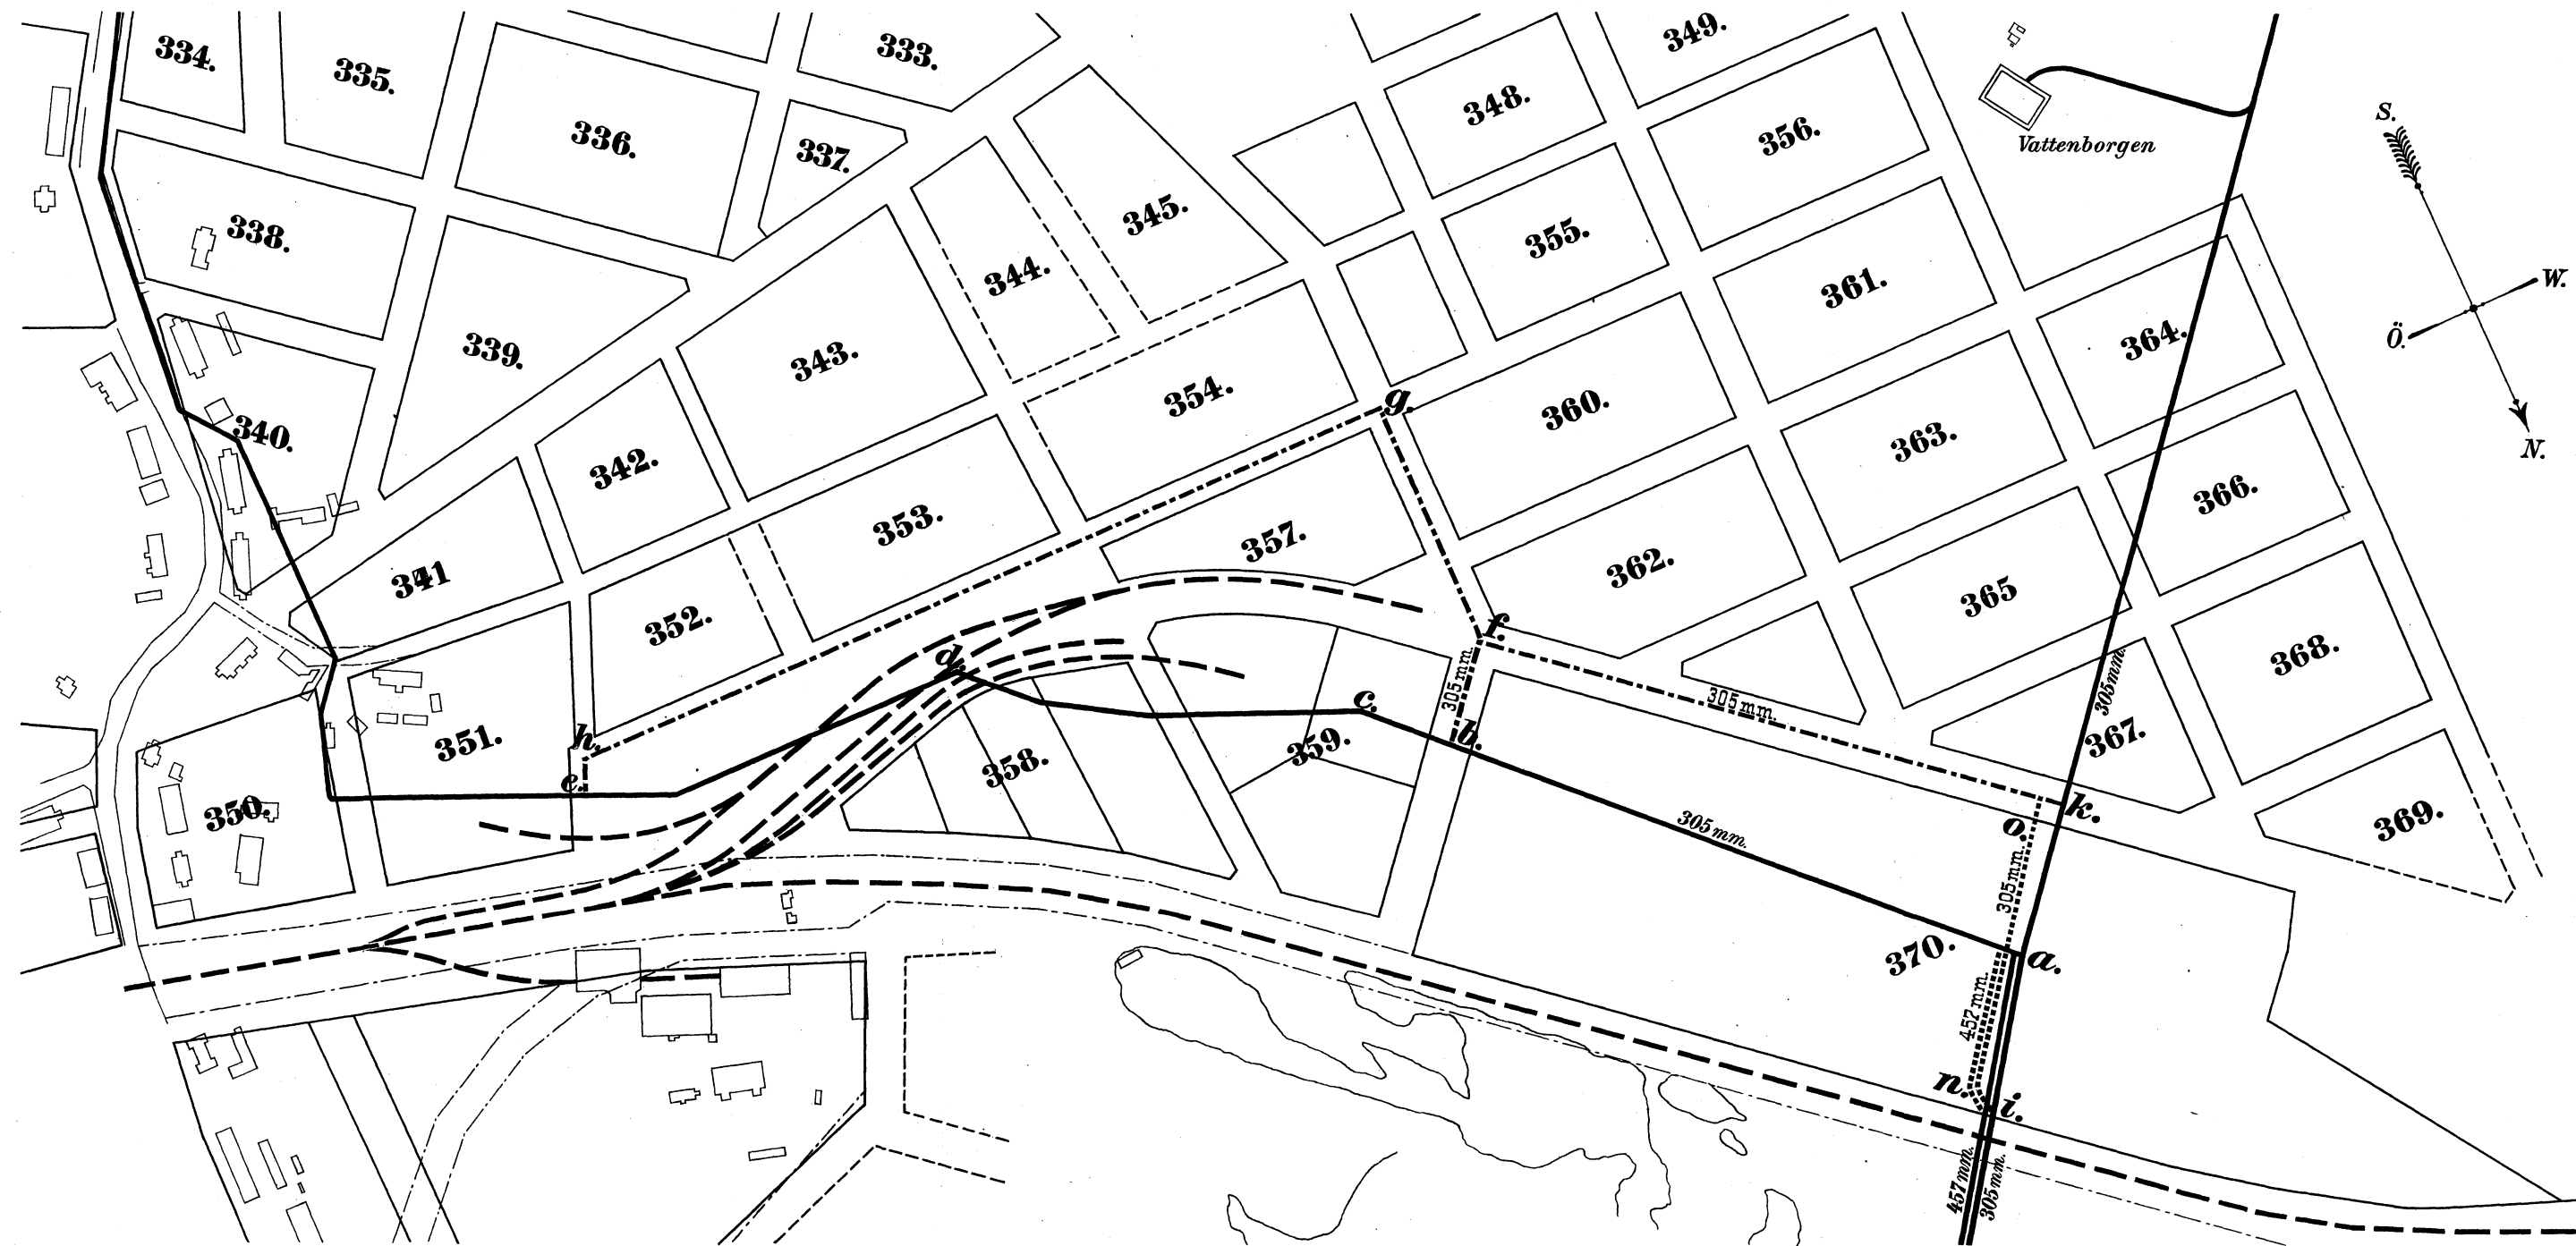 334.
335.
333.
349.
348.
336.
337.
356.
Vattenborgen
S.
338.
345.
355.
344.
361.
W.
Ö.
N.
339.
343.
364.
340.
342.
354.
g.
360.
363.
366.
341
353.
357.
362.
365
368.
352.
f.
305 mm.
305 mm.
305 mm.
d.
c.
b.
351.
h.
e.
358.
359.
367.
k.
o.
369.
350.
305 mm.
305 mm.
370.
a.
457 mm.
n.
i.
457 mm.
305 mm.